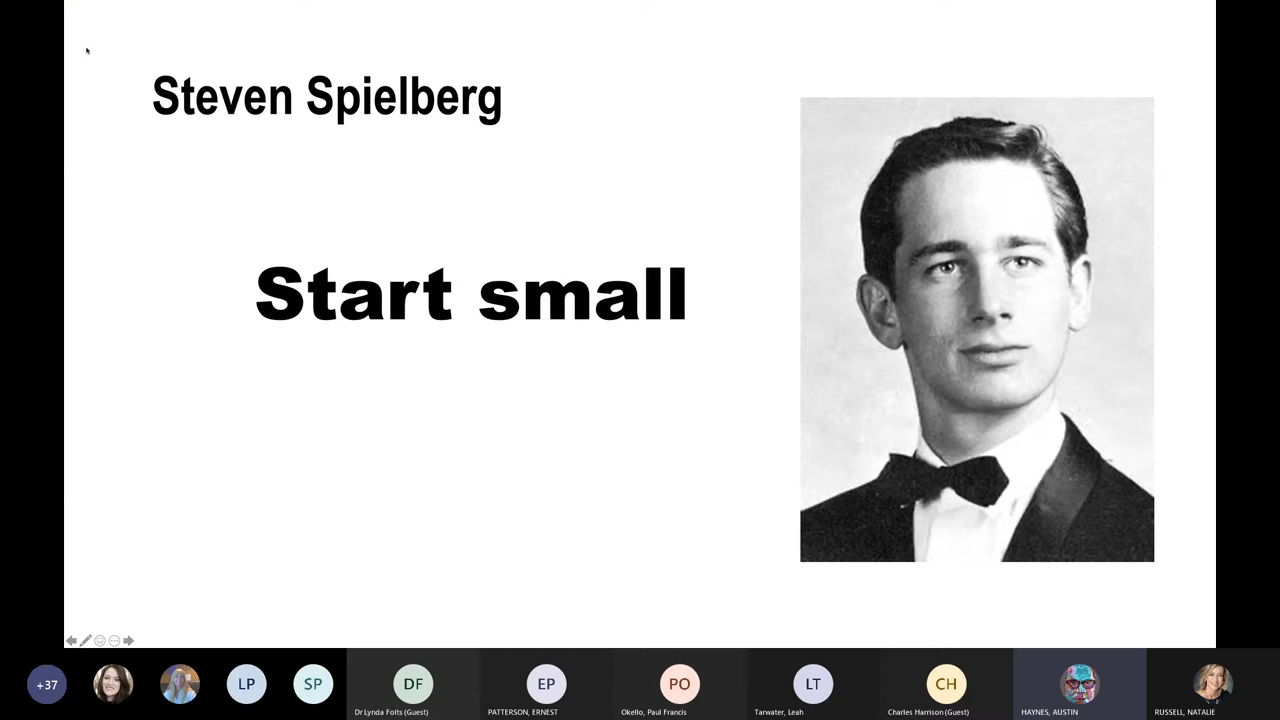 Steven Spielberg
Start small
+37
LP
SP
DF
EP
PO
LT
CH
Dr Lynda Folts (Guest)
PATTERSON, ERNEST
Okello, Paul Francis
Tarwater, Leah
Charles Harrison (Guest)
HAYNES, AUSTIN
RUSSELL, NATALIE